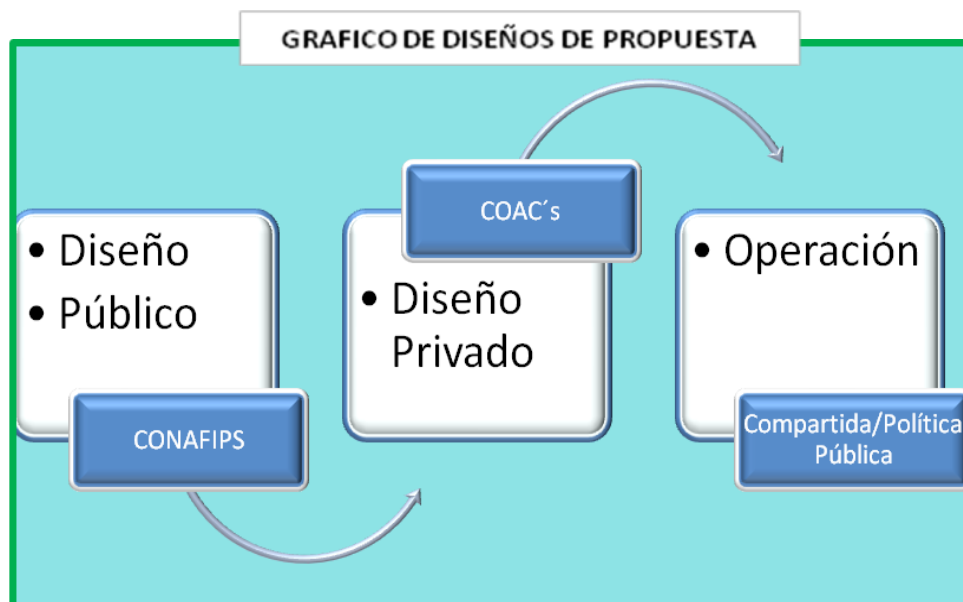 GRAFICO DE DISEÑOS DE PROPUESTA
• Diseño
• Público
CONAFIPS
COAC´s
• Diseño
Privado
• Operación
Compartida/Política
Pública